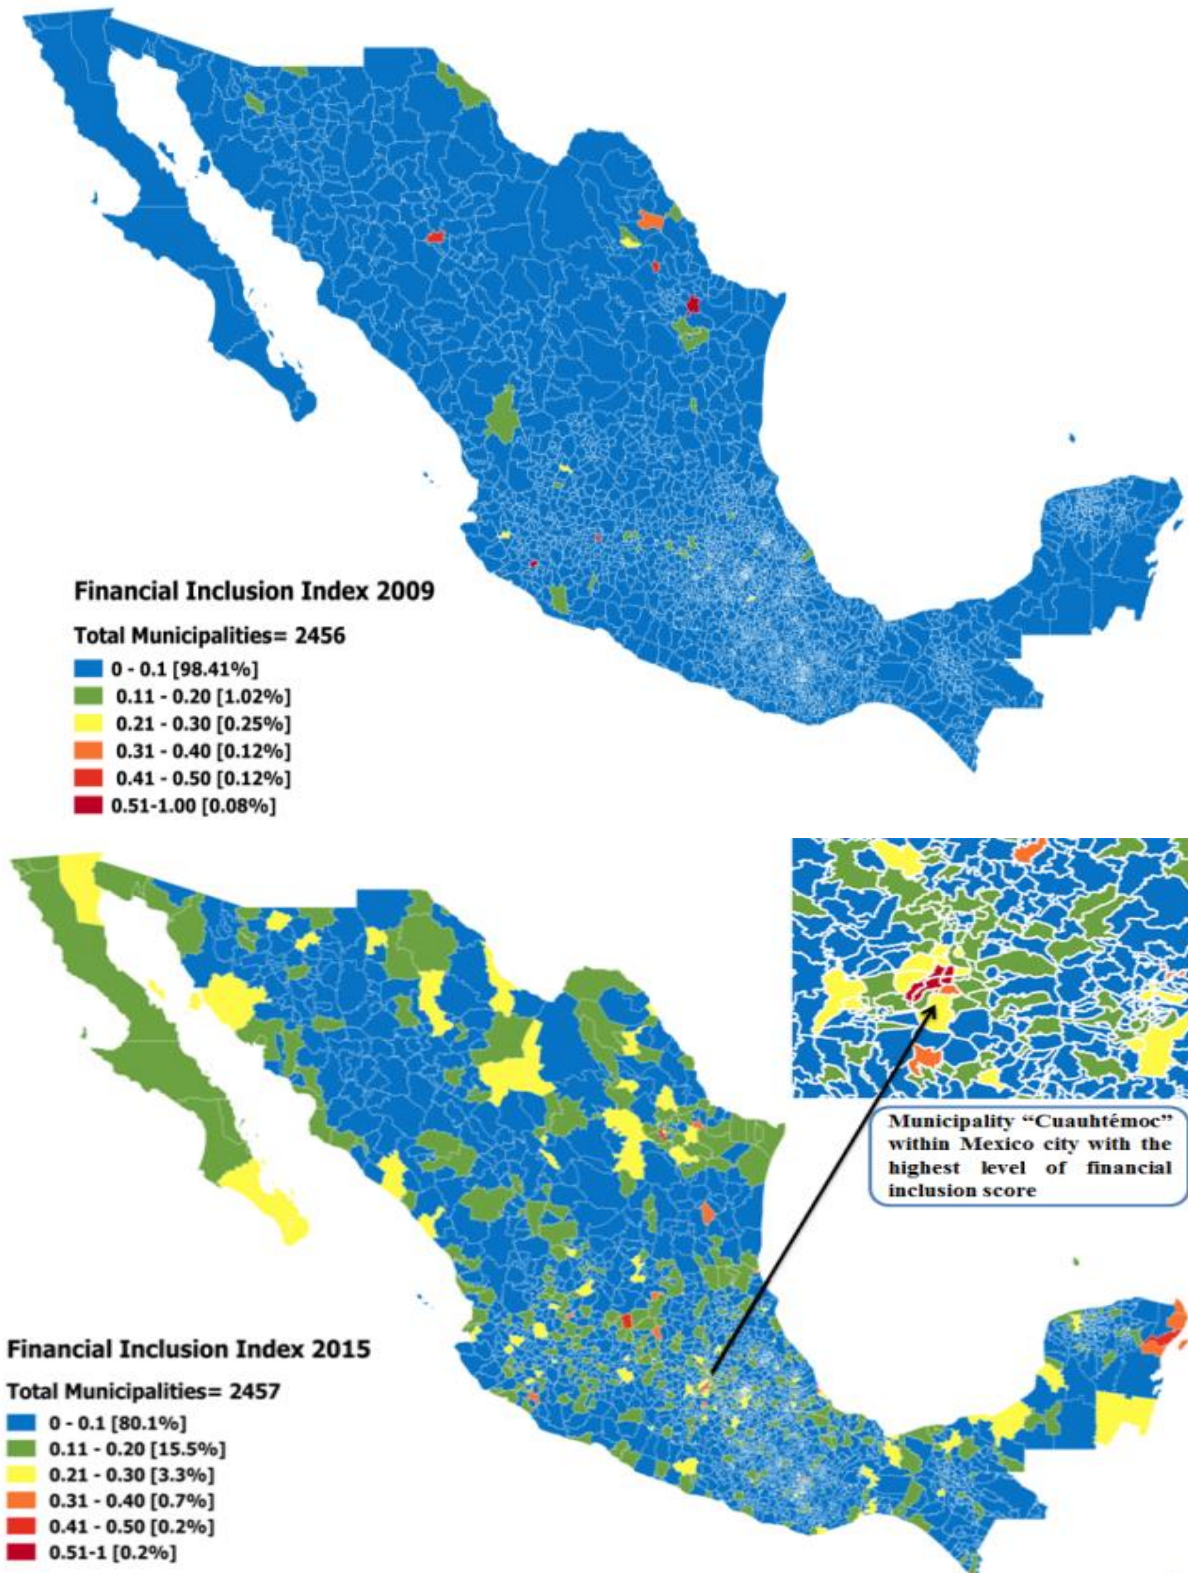 Financial Inclusion Index 2009
Total Municipalities= 2456
0 - 0.1 [98.41%]
0.11 - 0.20 [1.02%]
0.21 - 0.30 [0.25%]
0.31 - 0.40 [0.12%]
0.41 - 0.50 [0.12%]
0.51-1.00 [0.08%]
Municipality “Cuauhtémoc”
within Mexico city with the
highest level of financial
inclusion score
Financial Inclusion Index 2015
Total Municipalities= 2457
0 - 0.1 [80.1%]
0.11 - 0.20 [15.5%]
0.21 - 0.30 [3.3%]
0.31 - 0.40 [0.7%]
0.41 - 0.50 [0.2%]
0.51-1 [0.2%]